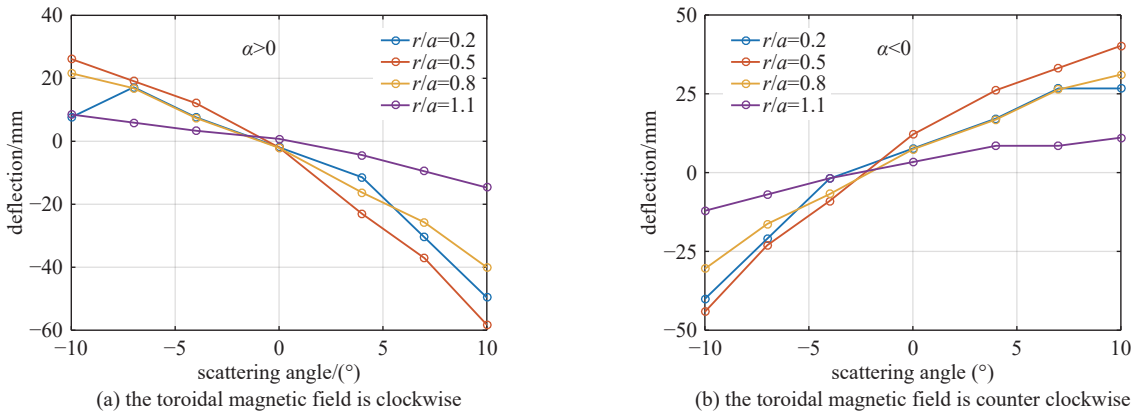 60
40
20
0
−20
−40
−60
deflection/mm
α>0
r/a=0.2
r/a=0.5
r/a=0.8
r/a=1.1
−10
−5
0
5
10
scattering angle/(°)
(a) the toroidal magnetic field is clockwise
50
25
0
−25
−50
deflection/mm
r/a=0.2
r/a=0.5
r/a=0.8
r/a=1.1
α<0
−10
−5
0
5
10
scattering angle (°)
(b) the toroidal magnetic field is counter clockwise